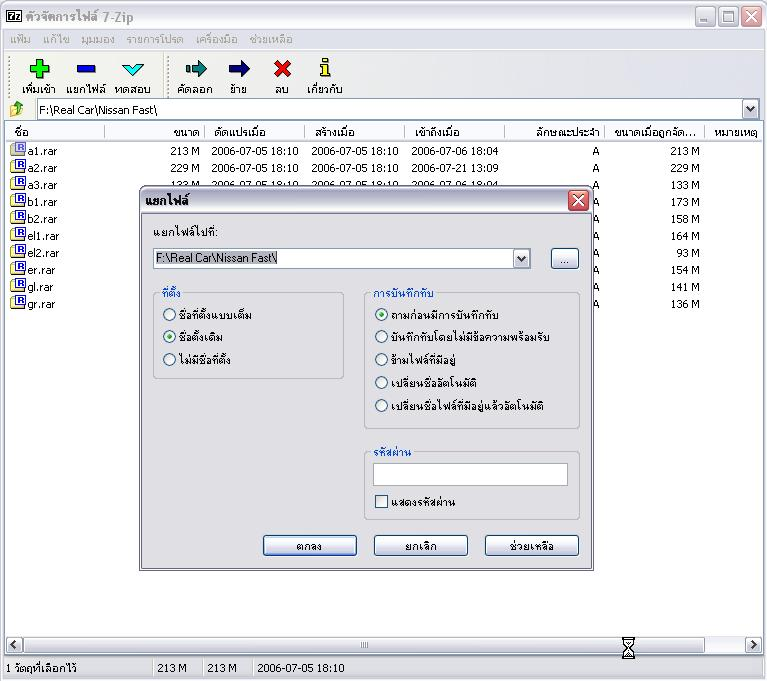 7z ตัวจัดการไฟล์ 7-Zip
แฟ้ม แก้ไข มุมมอง รายการโปรด เครื่องมือ ช่วยเหลือ
เพิ่มเข้า แยกไฟล์ ทดสอบ คัดลอก ย้าย ลบ เกี่ยวกับ
F:\Real Car\Nissan Fast\
ชื่อ ขนาด ดัดแปรเมื่อ สร้างเมื่อ เข้าถึงเมื่อ ลักษณะประจำ ขนาดเมื่อถูกจัด... หมายเหตุ
a1.rar 213 M 2006-07-05 18:10 2006-07-05 18:10 2006-07-06 18:04 A 213 M
a2.rar 229 M 2006-07-05 18:10 2006-07-05 18:10 2006-07-21 13:09 A 229 M
a3.rar 133 M 2006-07-05 18:10 2006-07-05 18:10 2006-07-06 18:04 A 133 M
b1.rar A 173 M
b2.rar A 158 M
el1.rar A 164 M
el2.rar A 93 M
er.rar A 154 M
gl.rar A 141 M
gr.rar A 136 M
แยกไฟล์
แยกไฟล์ไปที่:
F:\Real Car\Nissan Fast\
...
ที่ตั้ง
ชื่อที่ตั้งแบบเต็ม
ชื่อตั้งเดิม
ไม่มีชื่อที่ตั้ง
การบันทึกทับ
ถามก่อนมีการบันทึกทับ
บันทึกทับโดยไม่มีข้อความพร้อมรับ
ข้ามไฟล์ที่มีอยู่
เปลี่ยนชื่ออัตโนมัติ
เปลี่ยนชื่อไฟล์ที่มีอยู่แล้วอัตโนมัติ
รหัสผ่าน
แสดงรหัสผ่าน
ตกลง ยกเลิก ช่วยเหลือ
1 วัตถุที่เลือกไว้ 213 M 213 M 2006-07-05 18:10